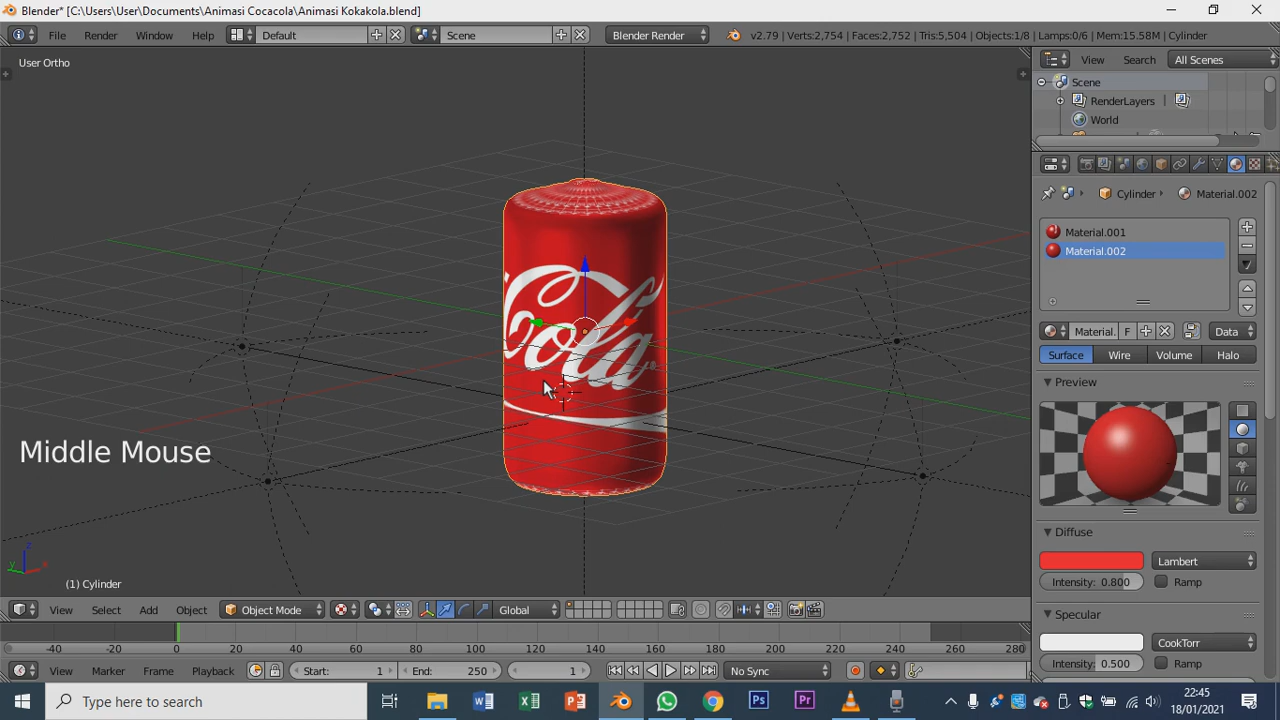 Blender* [C:\Users\User\Documents\Animasi Cocacola\Animasi Kokakola.blend]
File Render Window Help Default Scene Blender Render v2.79 | Verts:2,754 | Faces:2,752 | Tris:5,504 | Objects:1/8 | Lamps:0/6 | Mem:15.58M | Cylinder
User Ortho
View Search All Scenes
Scene
RenderLayers
World
Cylinder Material.002
Material.001
Material.002
Material. F Data
Surface Wire Volume Halo
Preview
Cola
Middle Mouse
Diffuse
Lambert
Intensity: 0.800 Ramp
(1) Cylinder
View Select Add Object Object Mode Global
Specular
CookTorr
Intensity: 0.500 Ramp
-40 -20 0 20 40 60 80 100 120 140 160 180 200 220 240 260 280
View Marker Frame Playback Start: 1 End: 250 1 No Sync
Type here to search
22:45
18/01/2021